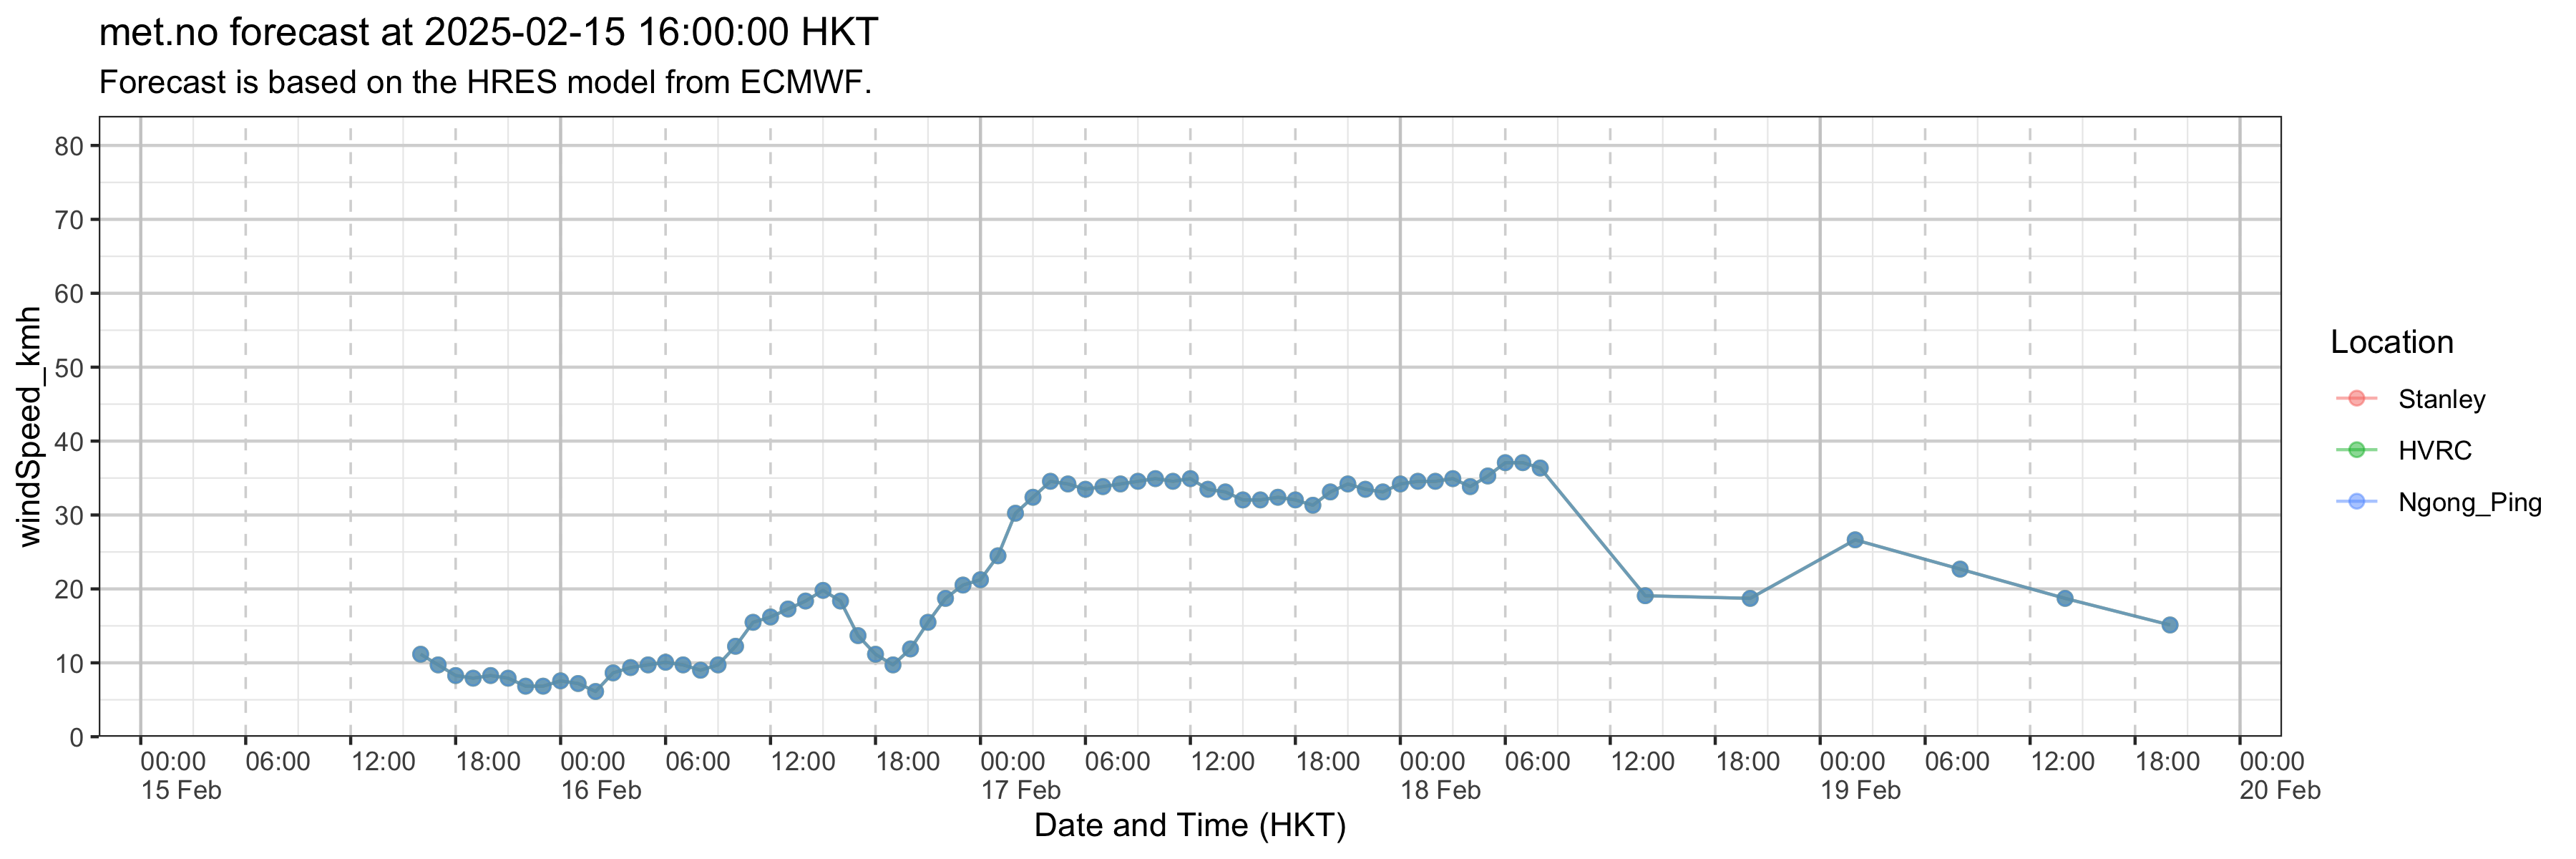 met.no forecast at 2025-02-15 16:00:00 HKT
Forecast is based on the HRES model from ECMWF.
windSpeed_kmh
80
70
60
50
40
30
20
10
0
00:00 06:00 12:00 18:00 00:00 06:00 12:00 18:00 00:00 06:00 12:00 18:00 00:00 06:00 12:00 18:00 00:00 06:00 12:00 18:00 00:00
15 Feb 16 Feb 17 Feb 18 Feb 19 Feb 20 Feb
Date and Time (HKT)
Location
Stanley
HVRC
Ngong_Ping